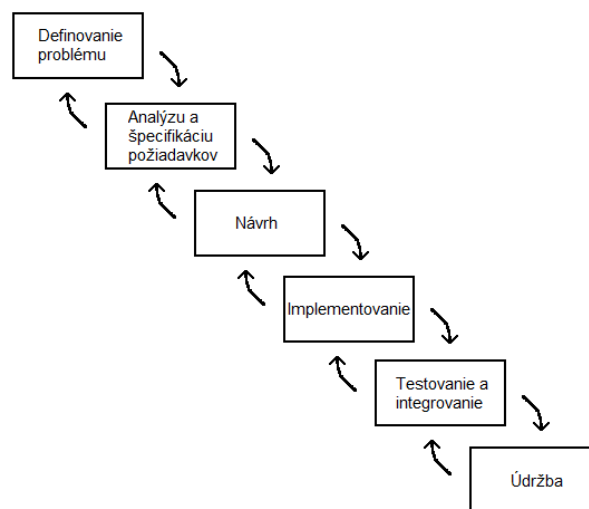 Definovanie
problému
Analýzu a
špecifikáciu
požiadavkov
Návrh
Implementovanie
Testovanie a
integrovanie
Údržba